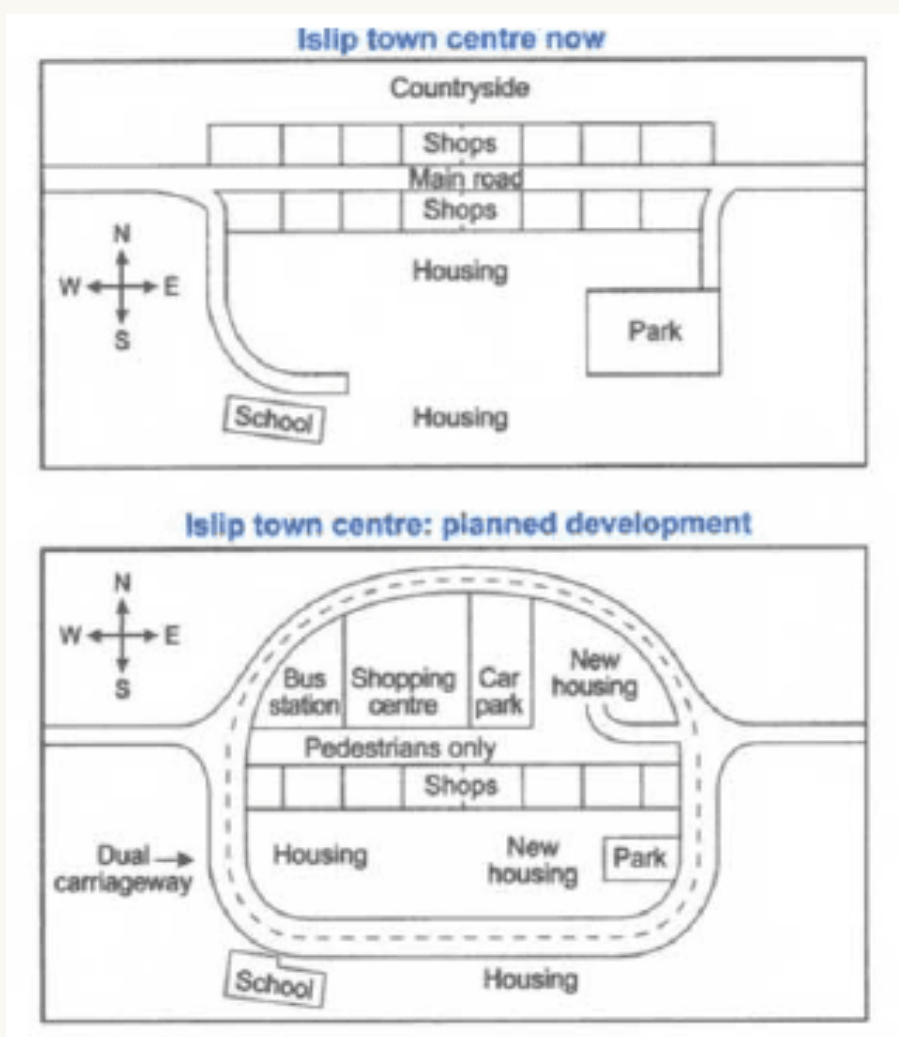 Islip town centre now
Countryside
Shops
Main road
Shops
N
W E
S
Housing
Park
School
Housing
Islip town centre: planned development
N
W E
S
Bus
station
Shopping
centre
Car
park
New
housing
Pedestrians only
Shops
Dual
carriageway
Housing
New
housing
Park
School
Housing